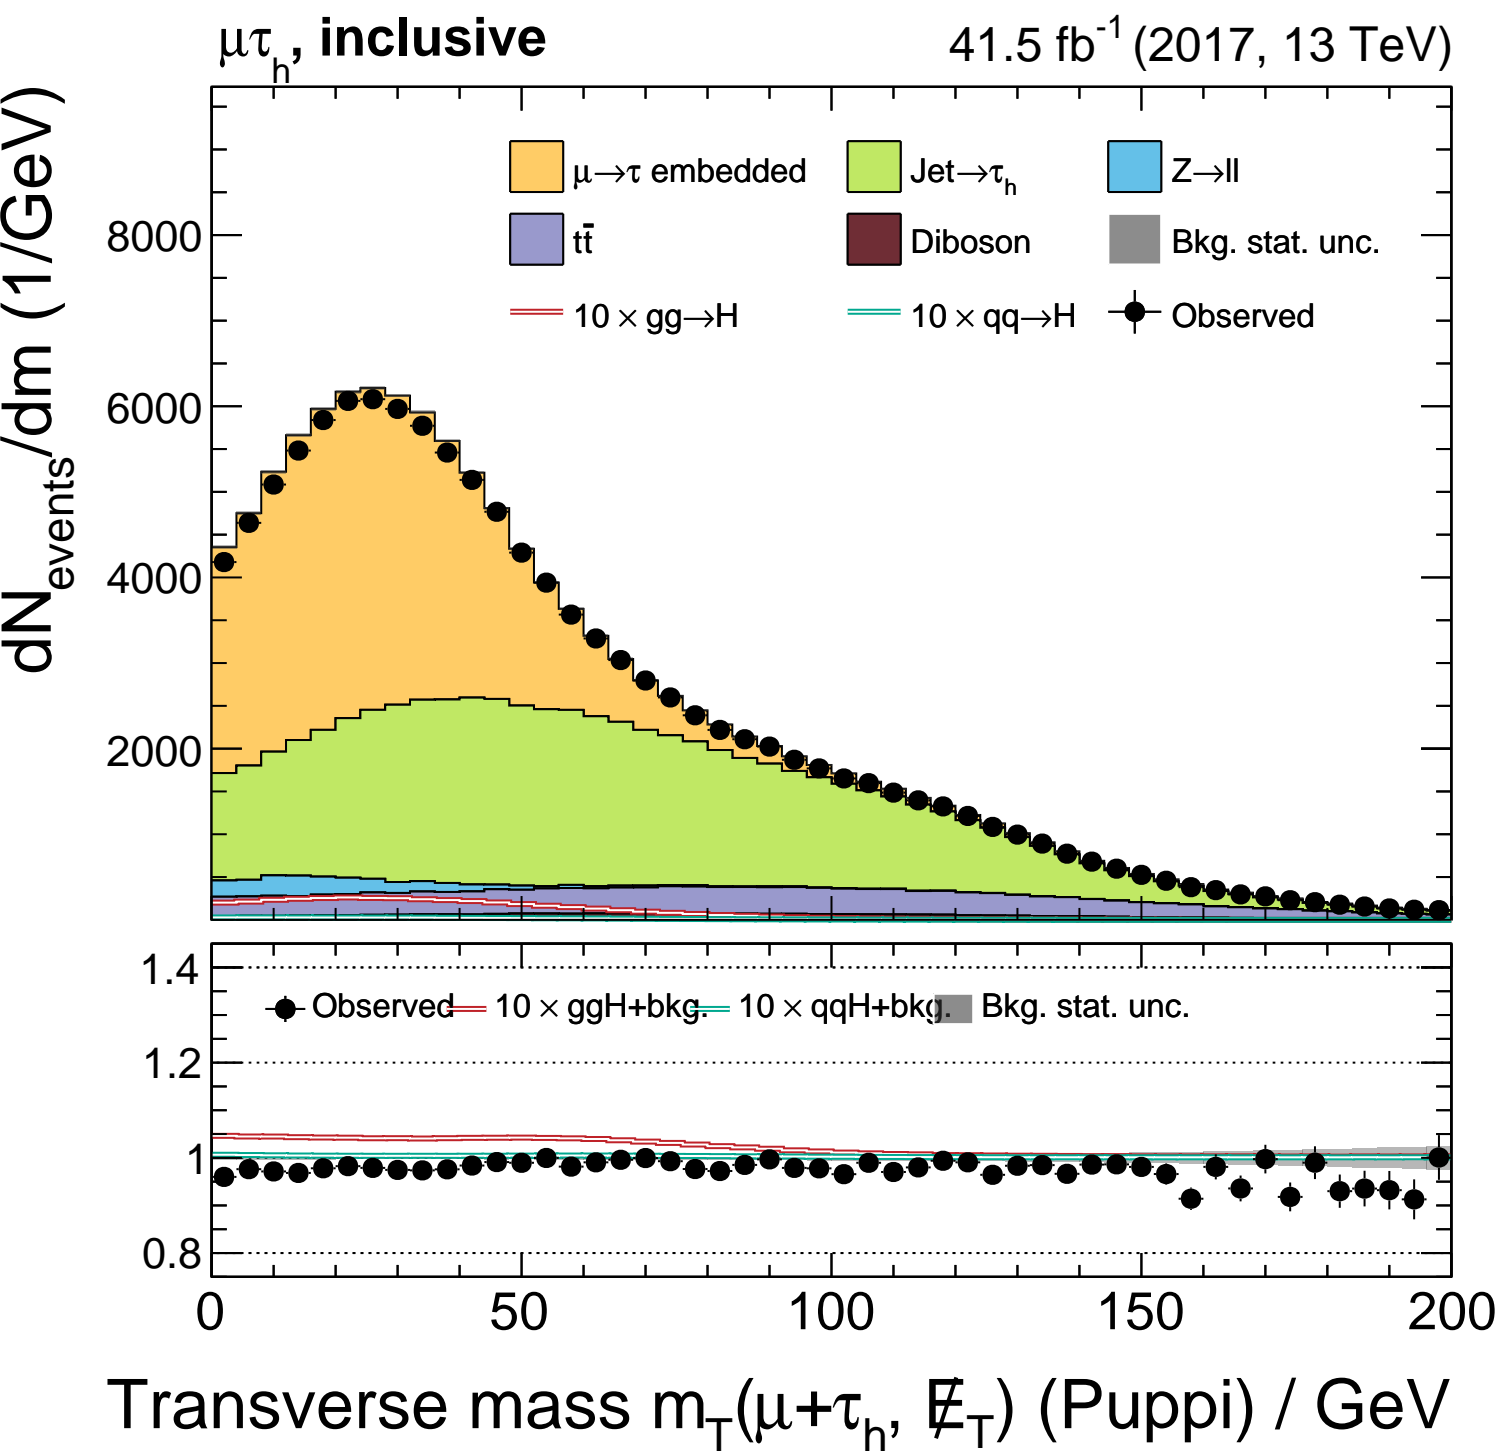 μτh, inclusive 41.5 fb-1 (2017, 13 TeV)
dNevents/dm (1/GeV)
μ→τ embedded Jet→τh Z→ll
tt̄ Diboson Bkg. stat. unc.
10 × gg→H 10 × qq→H Observed
8000
6000
4000
2000
1.4
Observed 10 × ggH+bkg. 10 × qqH+bkg. Bkg. stat. unc.
1.2
1
0.8
0 50 100 150 200
Transverse mass mT(μ+τh, E̸T) (Puppi) / GeV